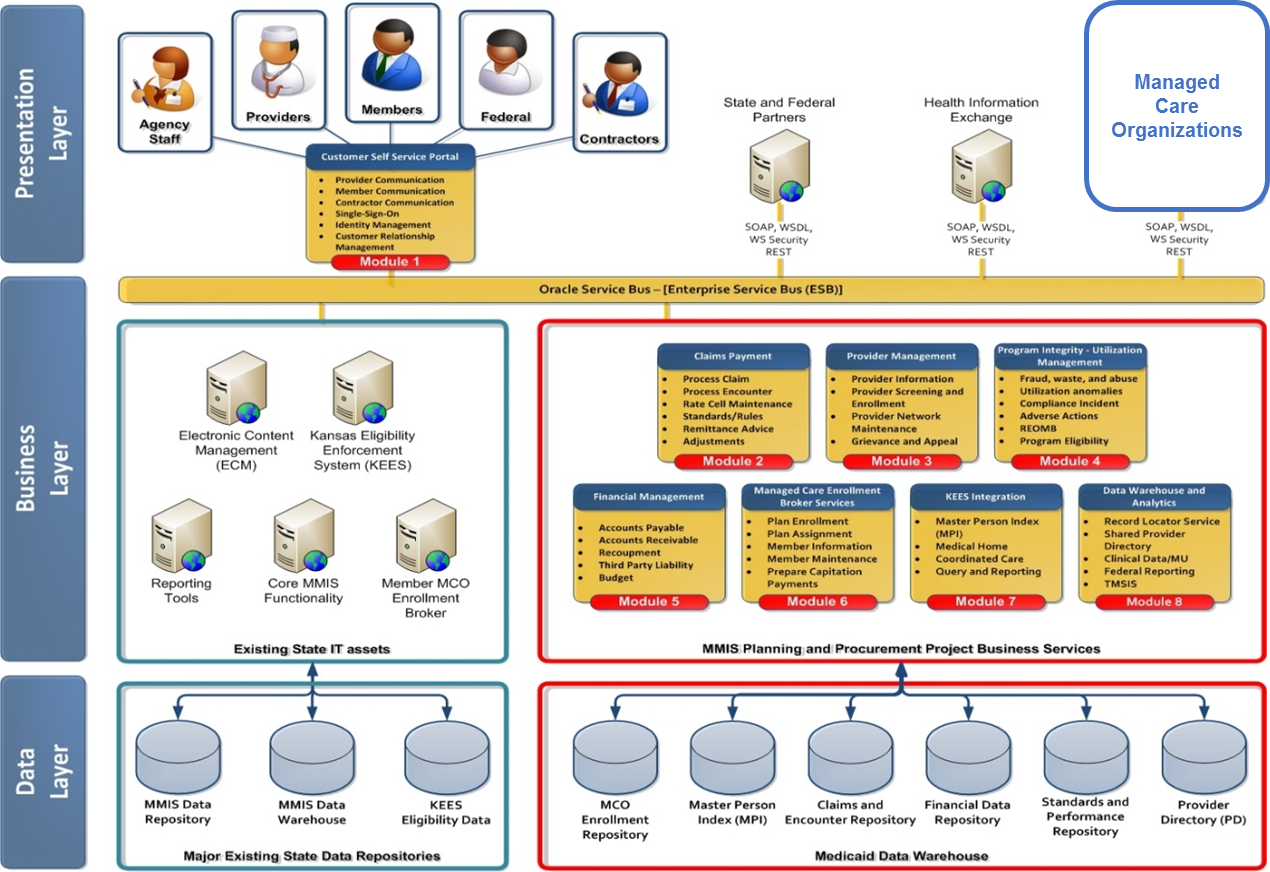 Presentation
Layer
Agency
Staff
Providers
Members
Federal
Contractors
Customer Self Service Portal
• Provider Communication
• Member Communication
• Contractor Communication
• Single-Sign-On
• Identity Management
• Customer Relationship
Management
Module 1
State and Federal
Partners
SOAP, WSDL,
WS Security
REST
Health Information
Exchange
SOAP, WSDL,
WS Security
REST
Managed
Care
Organizations
SOAP, WSDL,
WS Security
REST
Oracle Service Bus – [Enterprise Service Bus (ESB)]
Business
Layer
Electronic Content
Management
(ECM)
Kansas Eligibility
Enforcement
System (KEES)
Reporting
Tools
Core MMIS
Functionality
Member MCO
Enrollment
Broker
Existing State IT assets
Claims Payment
• Process Claim
• Process Encounter
• Rate Cell Maintenance
• Standards/Rules
• Remittance Advice
• Adjustments
Module 2
Provider Management
• Provider Information
• Provider Screening and
Enrollment
• Provider Network
Maintenance
• Grievance and Appeal
Module 3
Program Integrity - Utilization
Management
• Fraud, waste, and abuse
• Utilization anomalies
• Compliance Incident
• Adverse Actions
• REOMB
• Program Eligibility
Module 4
Financial Management
• Accounts Payable
• Accounts Receivable
• Recoupment
• Third Party Liability
• Budget
Module 5
Managed Care Enrollment
Broker Services
• Plan Enrollment
• Plan Assignment
• Member Information
• Member Maintenance
• Prepare Capitation
Payments
Module 6
KEES Integration
• Master Person Index
(MPI)
• Medical Home
• Coordinated Care
• Query and Reporting
Module 7
Data Warehouse and
Analytics
• Record Locator Service
• Shared Provider
Directory
• Clinical Data/MU
• Federal Reporting
• TMSIS
Module 8
MMIS Planning and Procurement Project Business Services
Data
Layer
MMIS Data
Repository
MMIS Data
Warehouse
KEES
Eligibility Data
Major Existing State Data Repositories
MCO
Enrollment
Repository
Master Person
Index (MPI)
Claims and
Encounter Repository
Financial Data
Repository
Standards and
Performance
Repository
Provider
Directory (PD)
Medicaid Data Warehouse